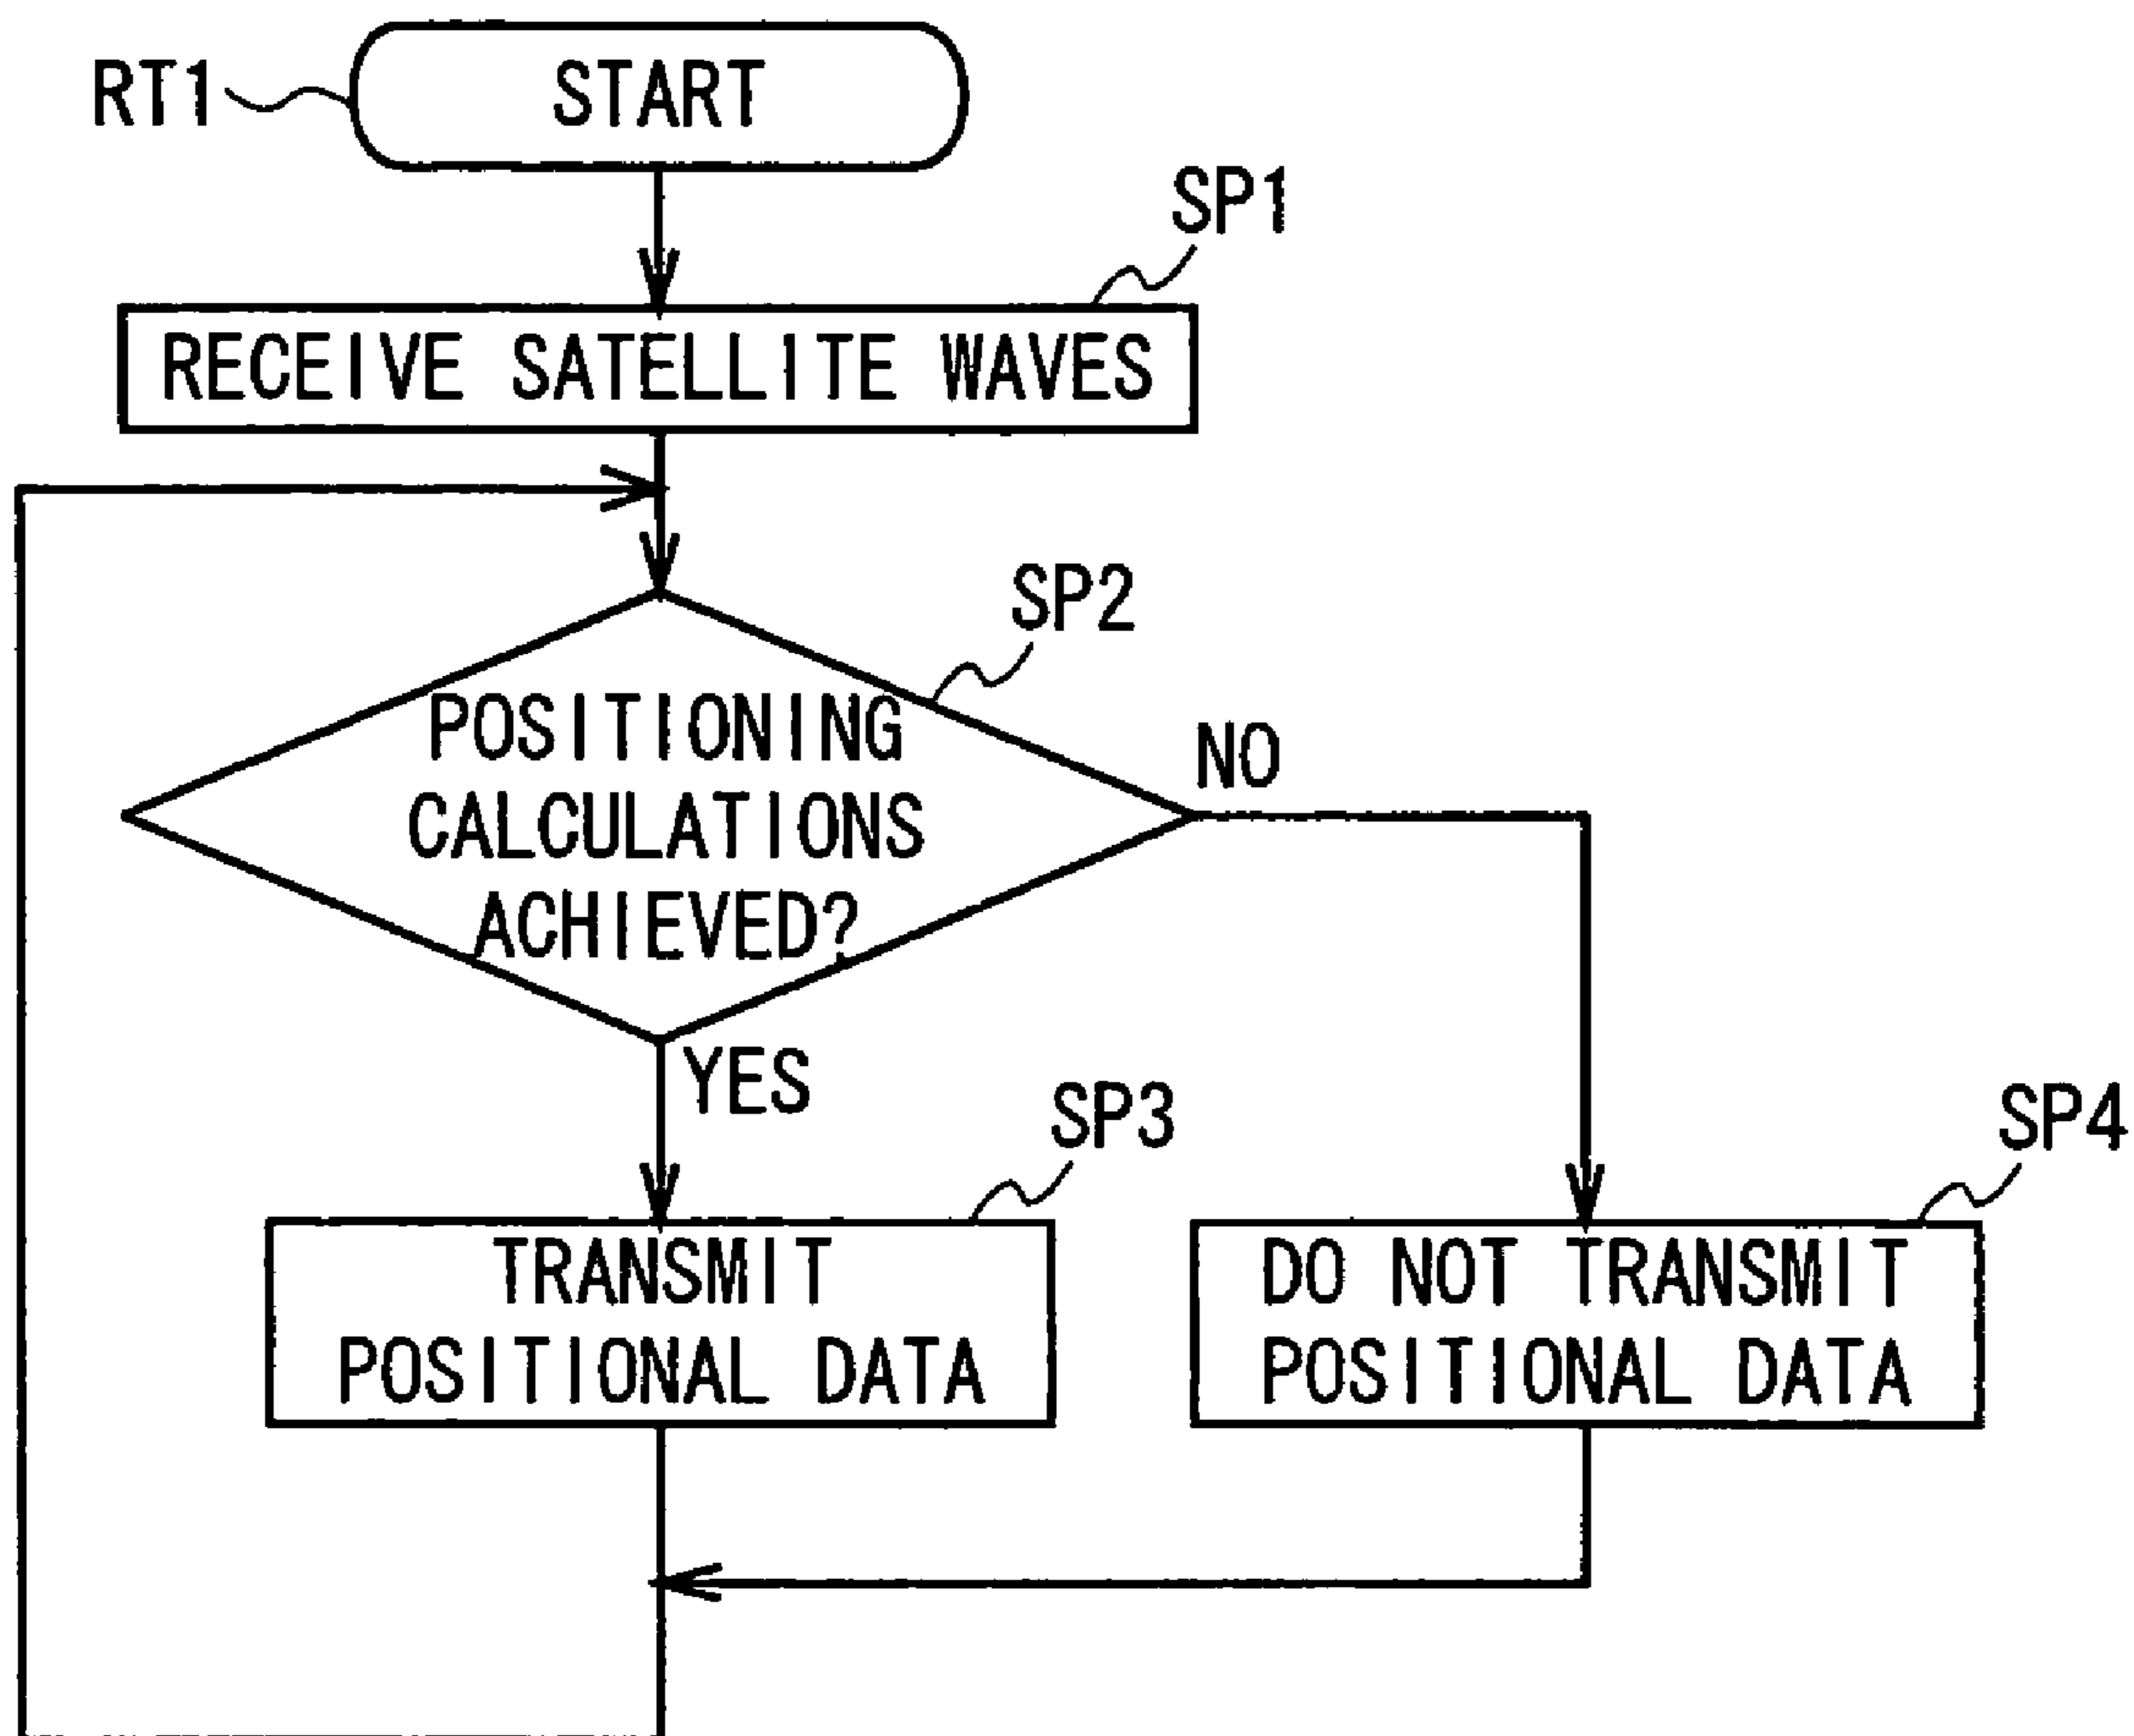 RT1
START
SP1
RECEIVE SATELLITE WAVES
SP2
POSITIONING
CALCULATIONS
ACHIEVED?
NO
YES
SP3
TRANSMIT
POSITIONAL DATA
SP4
DO NOT TRANSMIT
POSITIONAL DATA